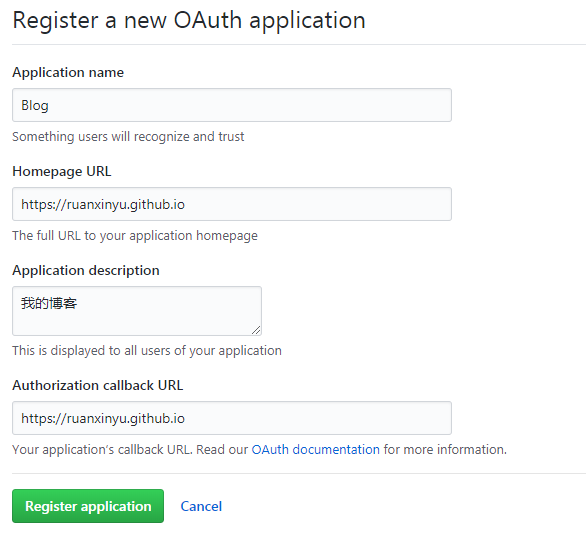 Register a new OAuth application
Application name
Blog
Something users will recognize and trust
Homepage URL
https://ruanxinyu.github.io
The full URL to your application homepage
Application description
我的博客
This is displayed to all users of your application
Authorization callback URL
https://ruanxinyu.github.io
Your application's callback URL. Read our OAuth documentation for more information.
Register application Cancel